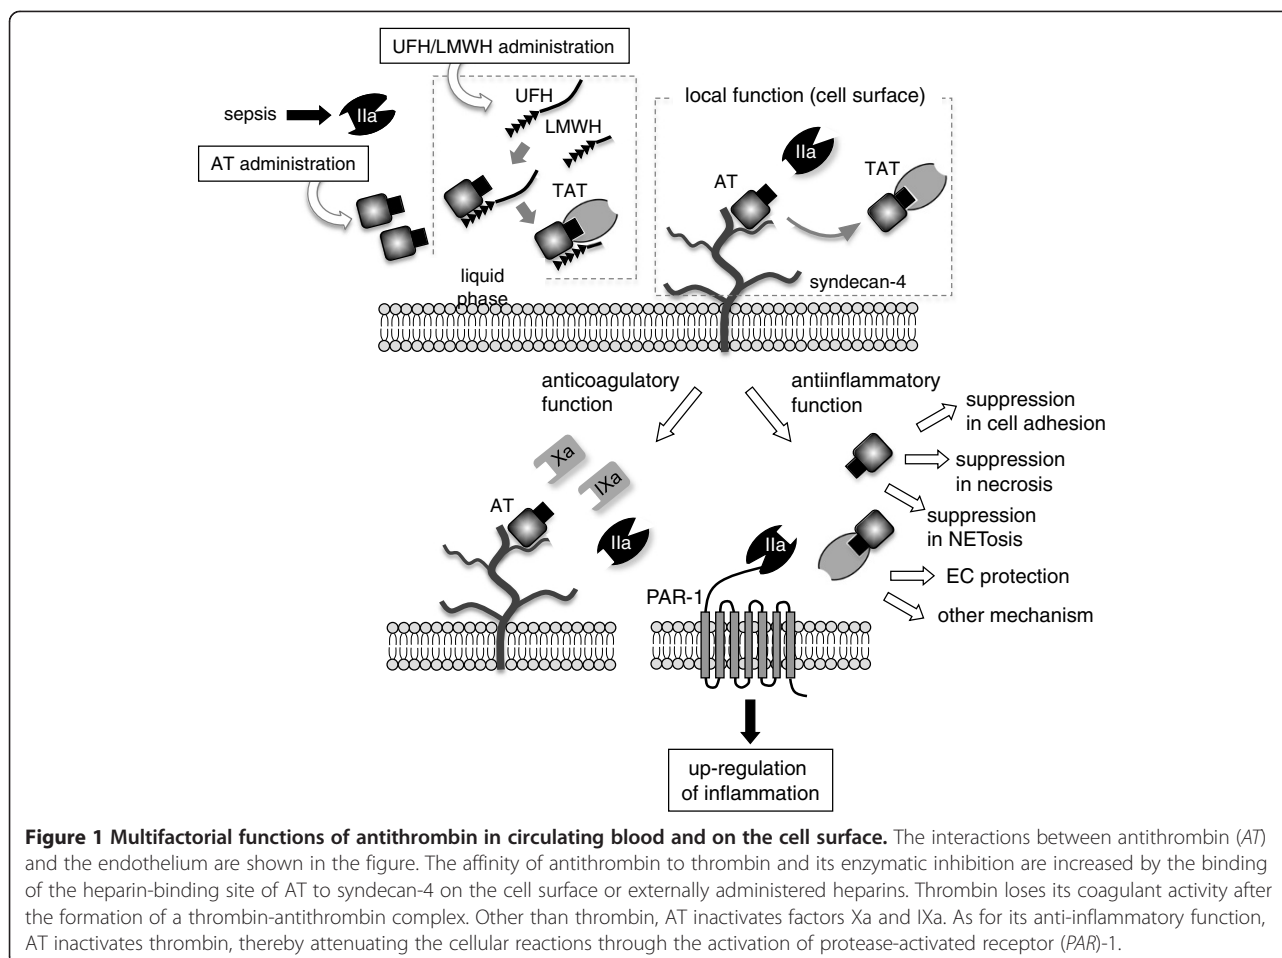 UFH/LMWH administration
sepsis
IIa
AT administration
UFH
LMWH
TAT
liquid
phase
local function (cell surface)
IIa
AT
TAT
syndecan-4
anticoagulatory
function
antiinflammatory
function
suppression
in cell adhesion
suppression
in necrosis
suppression
in NETosis
EC protection
other mechanism
Xa
IXa
AT
IIa
IIa
PAR-1
up-regulation
of inflammation
Figure 1 Multifactorial functions of antithrombin in circulating blood and on the cell surface. The interactions between antithrombin (AT)
and the endothelium are shown in the figure. The affinity of antithrombin to thrombin and its enzymatic inhibition are increased by the binding
of the heparin-binding site of AT to syndecan-4 on the cell surface or externally administered heparins. Thrombin loses its coagulant activity after
the formation of a thrombin-antithrombin complex. Other than thrombin, AT inactivates factors Xa and IXa. As for its anti-inflammatory function,
AT inactivates thrombin, thereby attenuating the cellular reactions through the activation of protease-activated receptor (PAR)-1.